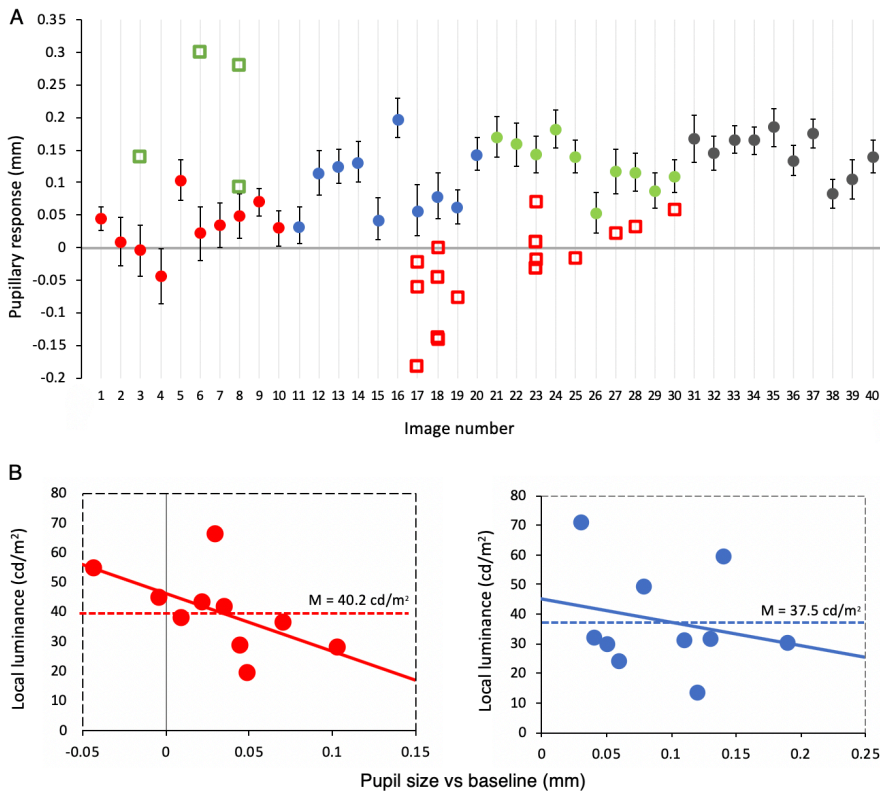 A
Pupillary response (mm)
0.35
0.3
0.25
0.2
0.15
0.1
0.05
0
-0.05
-0.1
-0.15
-0.2
1 2 3 4 5 6 7 8 9 10 11 12 13 14 15 16 17 18 19 20 21 22 23 24 25 26 27 28 29 30 31 32 33 34 35 36 37 38 39 40
Image number
B
Local luminance (cd/m²)
80
70
60
50
40
30
20
10
0
M = 40.2 cd/m²
-0.05 0 0.05 0.1 0.15
Local luminance (cd/m²)
80
70
60
50
40
30
20
10
0
M = 37.5 cd/m²
0 0.05 0.1 0.15 0.2 0.25
Pupil size vs baseline (mm)